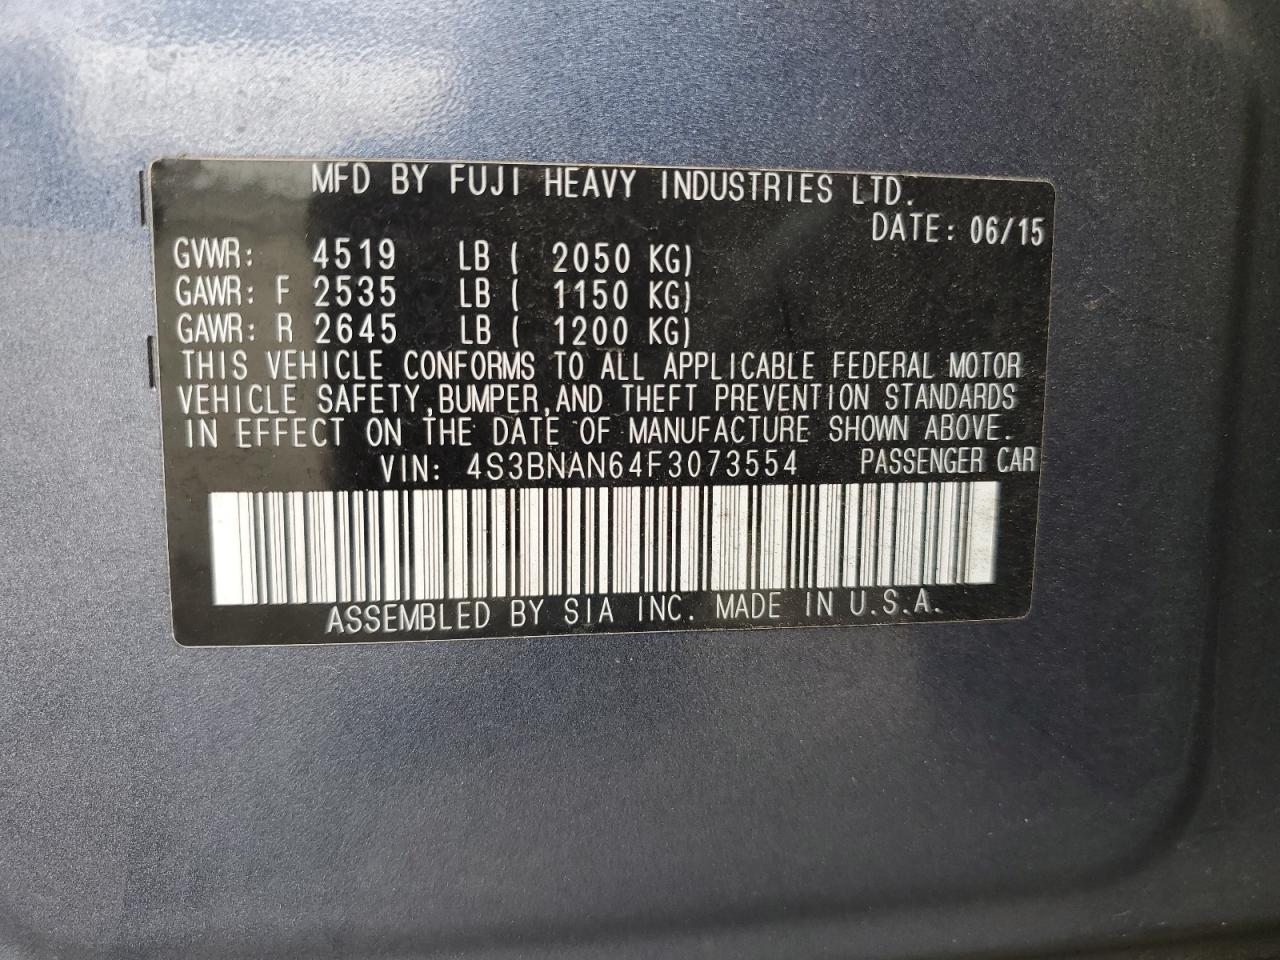 MFD BY FUJI HEAVY INDUSTRIES LTD.
DATE: 06/15
GVWR: 4519 LB ( 2050 KG)
GAWR: F 2535 LB ( 1150 KG)
GAWR: R 2645 LB ( 1200 KG)
THIS VEHICLE CONFORMS TO ALL APPLICABLE FEDERAL MOTOR
VEHICLE SAFETY,BUMPER,AND THEFT PREVENTION STANDARDS
IN EFFECT ON THE DATE OF MANUFACTURE SHOWN ABOVE.
VIN: 4S3BNAN64F3073554 PASSENGER CAR
ASSEMBLED BY SIA INC. MADE IN U.S.A.